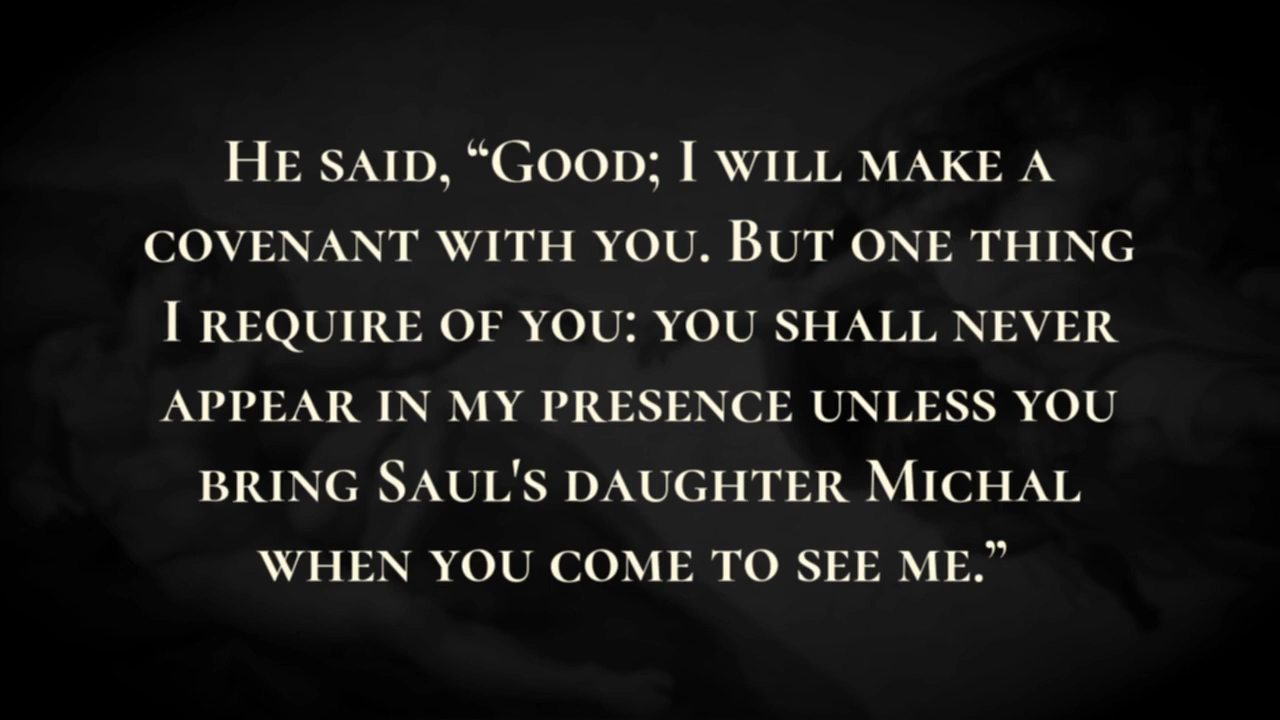 He said, “Good; I will make a
covenant with you. But one thing
I require of you: you shall never
appear in my presence unless you
bring Saul's daughter Michal
when you come to see me.”